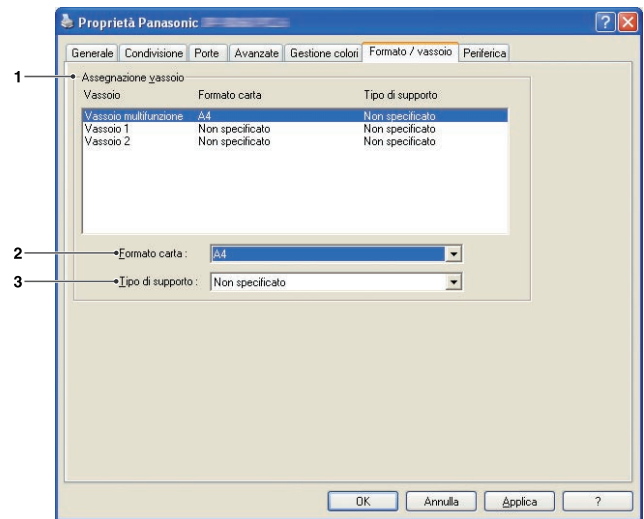 Proprietà Panasonic
?
Generale Condivisione Porte Avanzate Gestione colori Formato / vassoio Periferica
1
Assegnazione vassoio
Vassoio Formato carta Tipo di supporto
Vassoio multifunzione A4 Non specificato
Vassoio 1 Non specificato Non specificato
Vassoio 2 Non specificato Non specificato
2 Formato carta : A4
3 Tipo di supporto : Non specificato
OK Annulla Applica ?